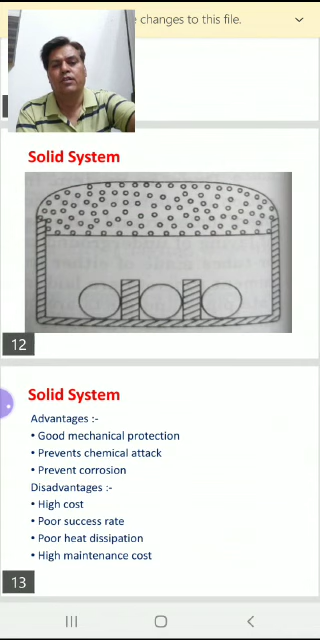 changes to this file.
Solid System
12
Solid System
Advantages :-
• Good mechanical protection
• Prevents chemical attack
• Prevent corrosion
Disadvantages :-
• High cost
• Poor success rate
• Poor heat dissipation
• High maintenance cost
13